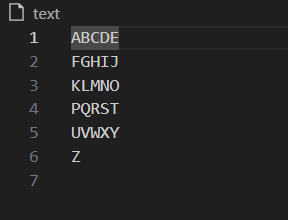 text
1 ABCDE
2 FGHIJ
3 KLMNO
4 PQRST
5 UVWXY
6 Z
7